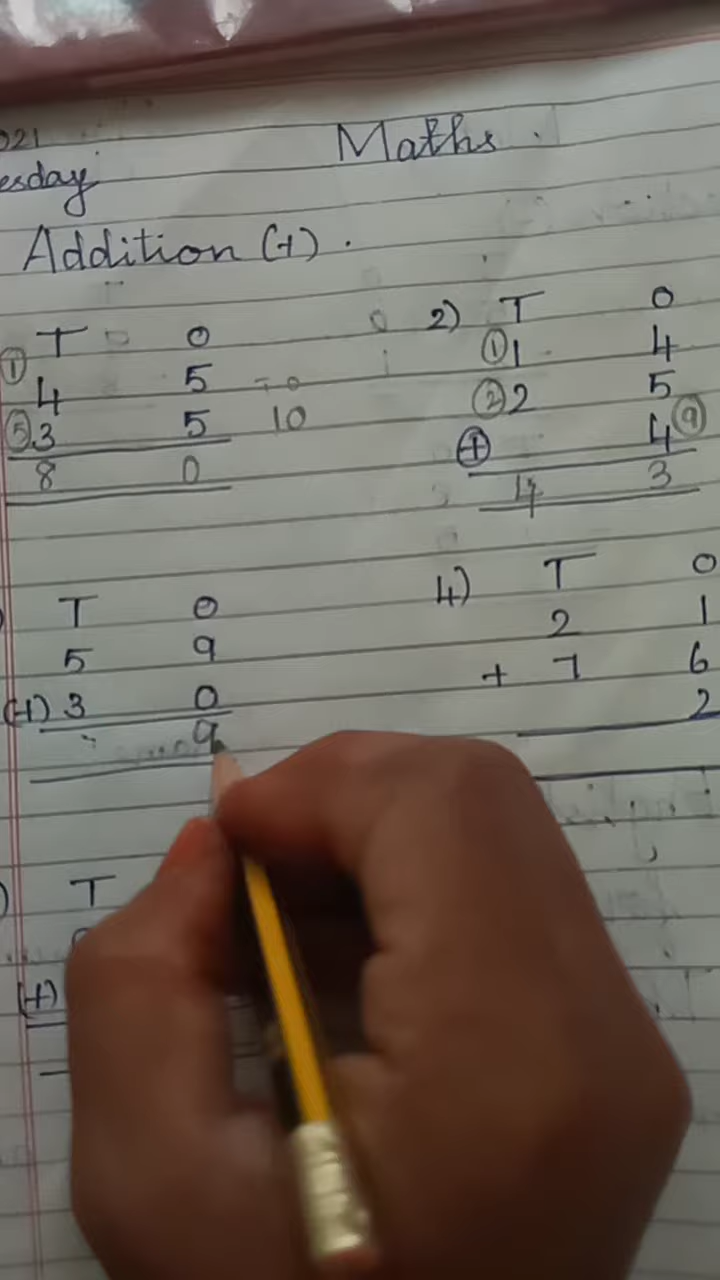 021
Maths.
esday
Addition (+).
T O
① 4 5
⑤ 3 5 10
8 0
2) T O
① 1 4
② 2 5
(+) 4 ⑨
4 3
T O
5 9
(+) 3 0
9
4) T O
2 1
+ 7 6
2
T
(+)